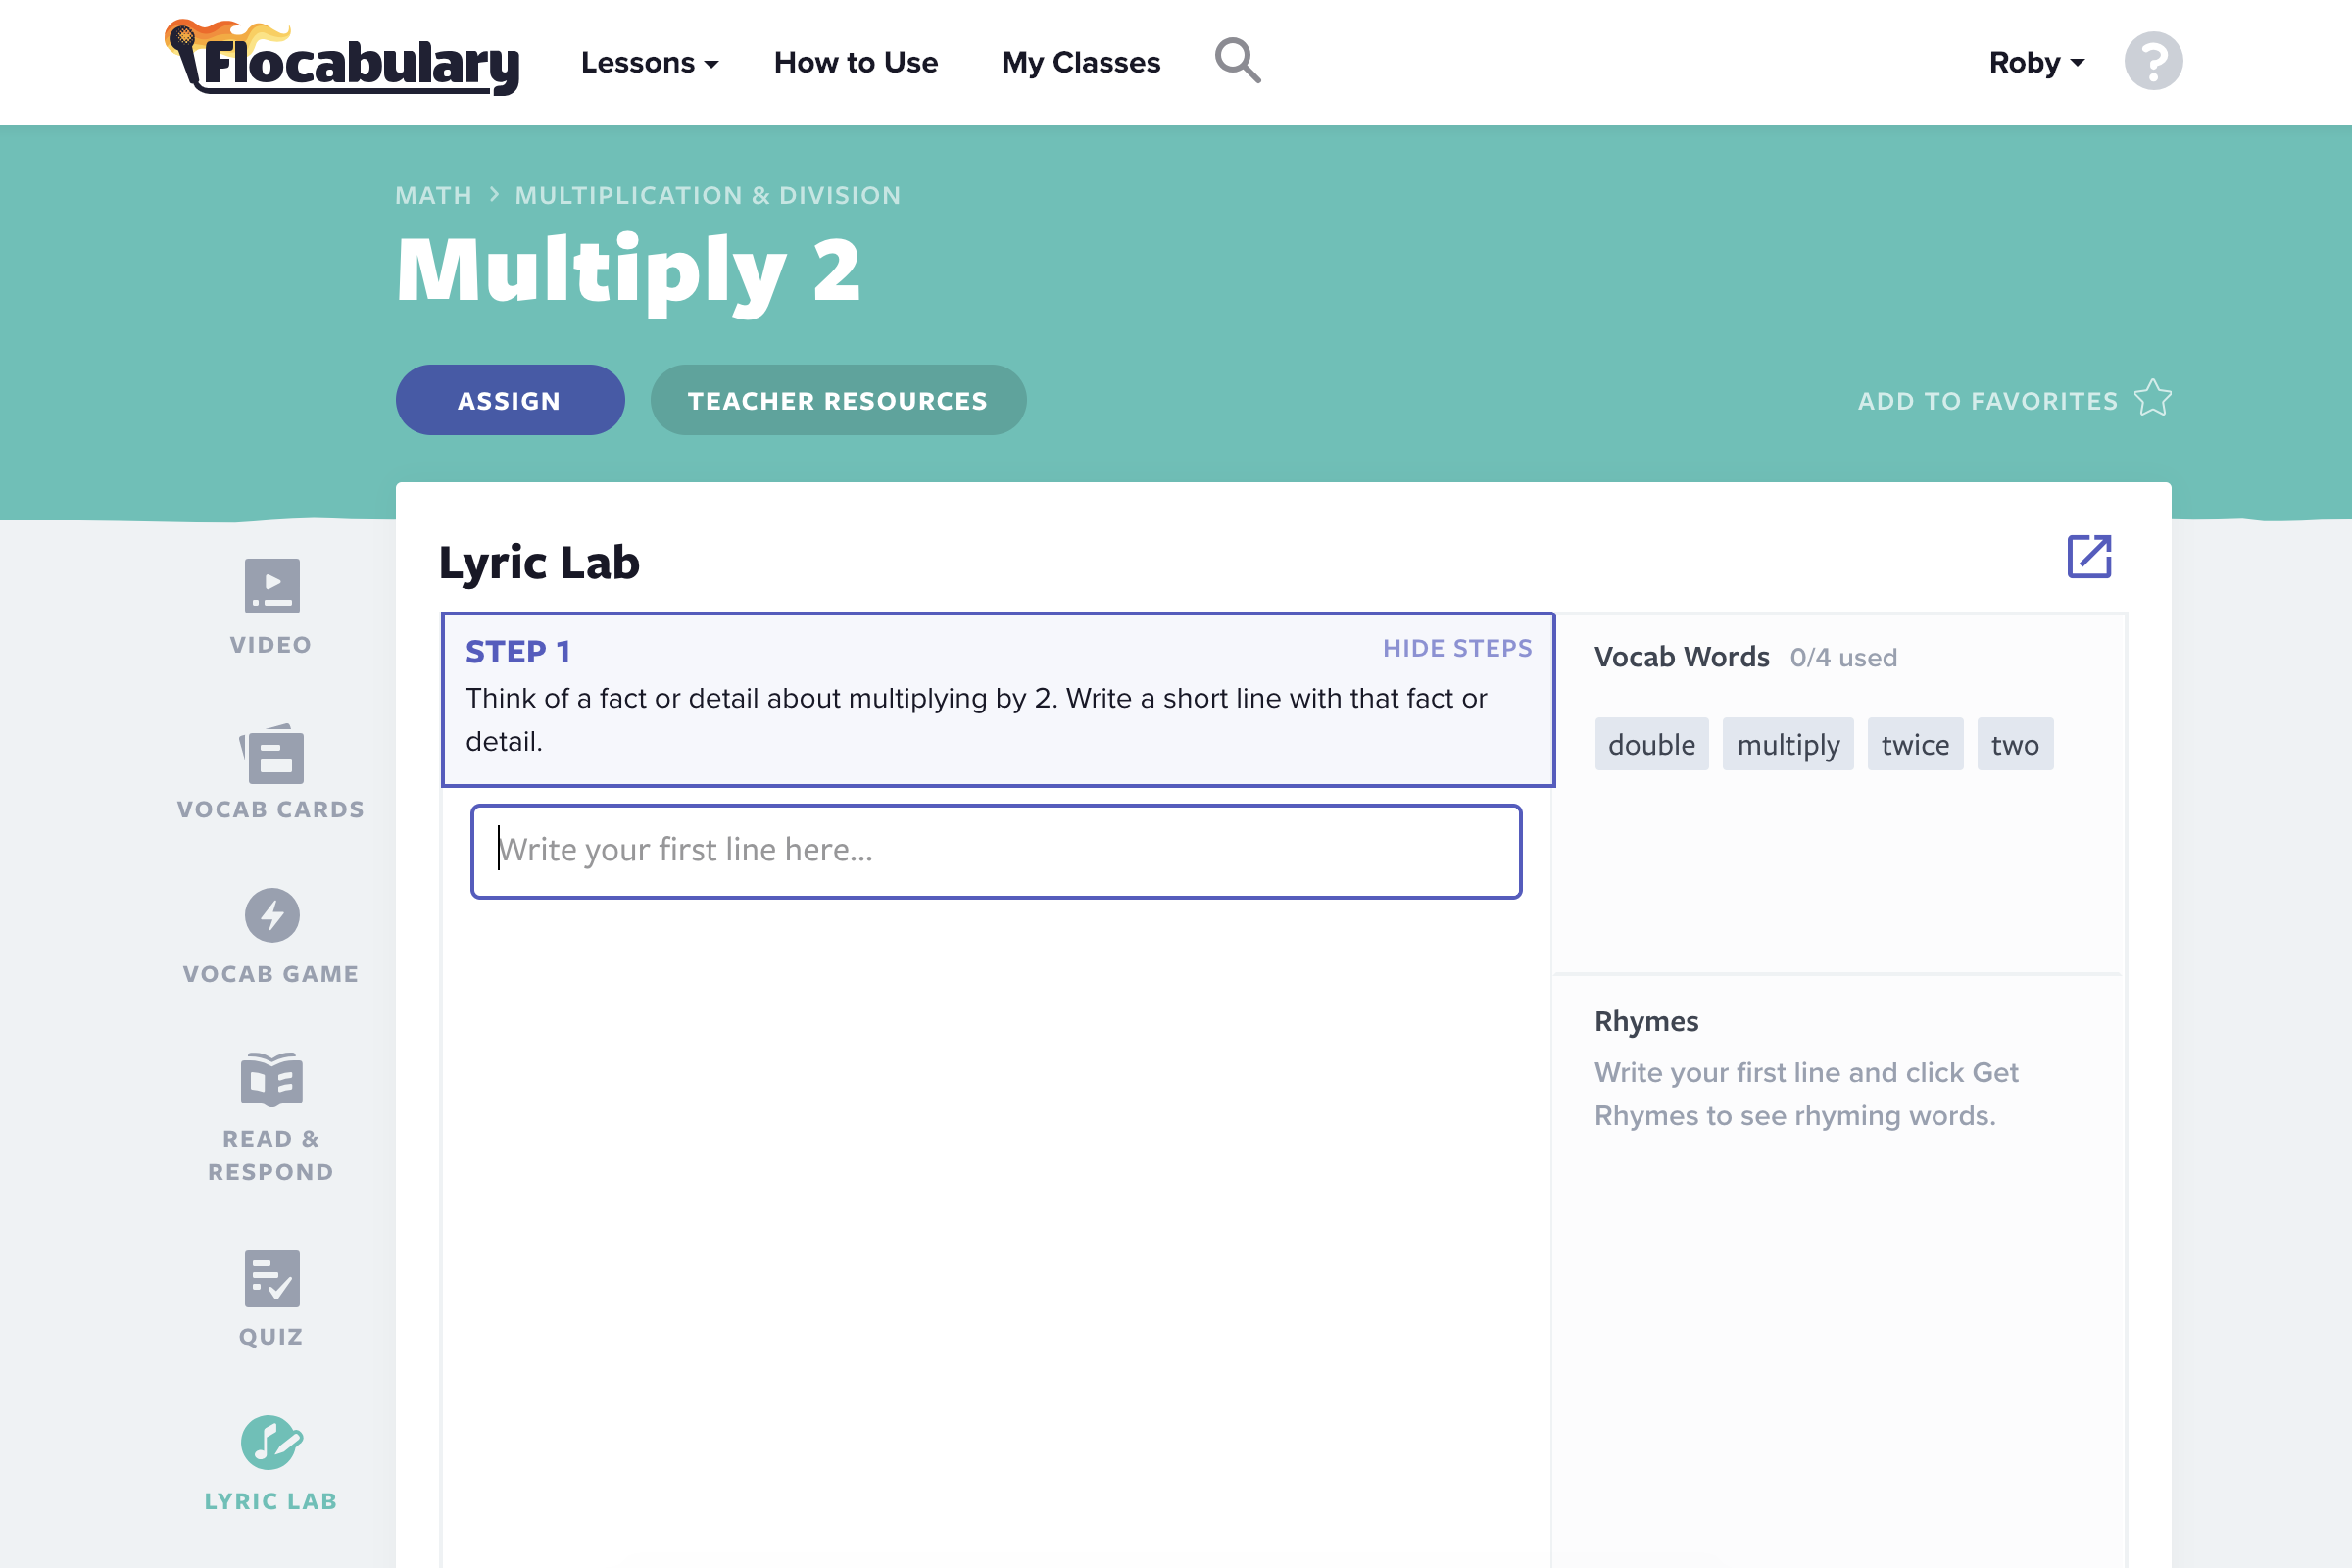 Flocabulary
Lessons
How to Use
My Classes
Roby
?
MATH > MULTIPLICATION & DIVISION
Multiply 2
ASSIGN
TEACHER RESOURCES
ADD TO FAVORITES
VIDEO
VOCAB CARDS
VOCAB GAME
READ &
RESPOND
QUIZ
LYRIC LAB
Lyric Lab
STEP 1
HIDE STEPS
Think of a fact or detail about multiplying by 2. Write a short line with that fact or
detail.
Write your first line here...
Vocab Words 0/4 used
double multiply twice two
Rhymes
Write your first line and click Get
Rhymes to see rhyming words.